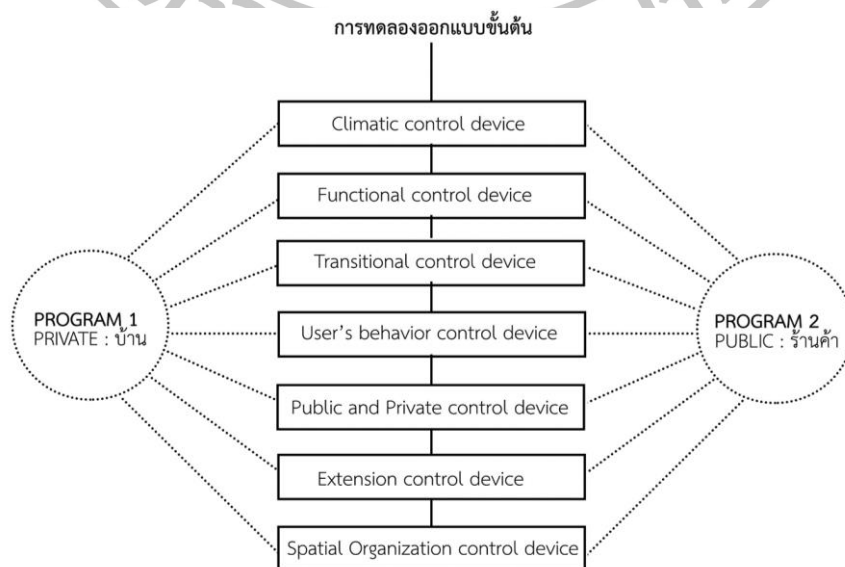 การทดลองออกแบบขั้นต้น
Climatic control device
Functional control device
Transitional control device
PROGRAM 1
PRIVATE : บ้าน
User's behavior control device
PROGRAM 2
PUBLIC : ร้านค้า
Public and Private control device
Extension control device
Spatial Organization control device